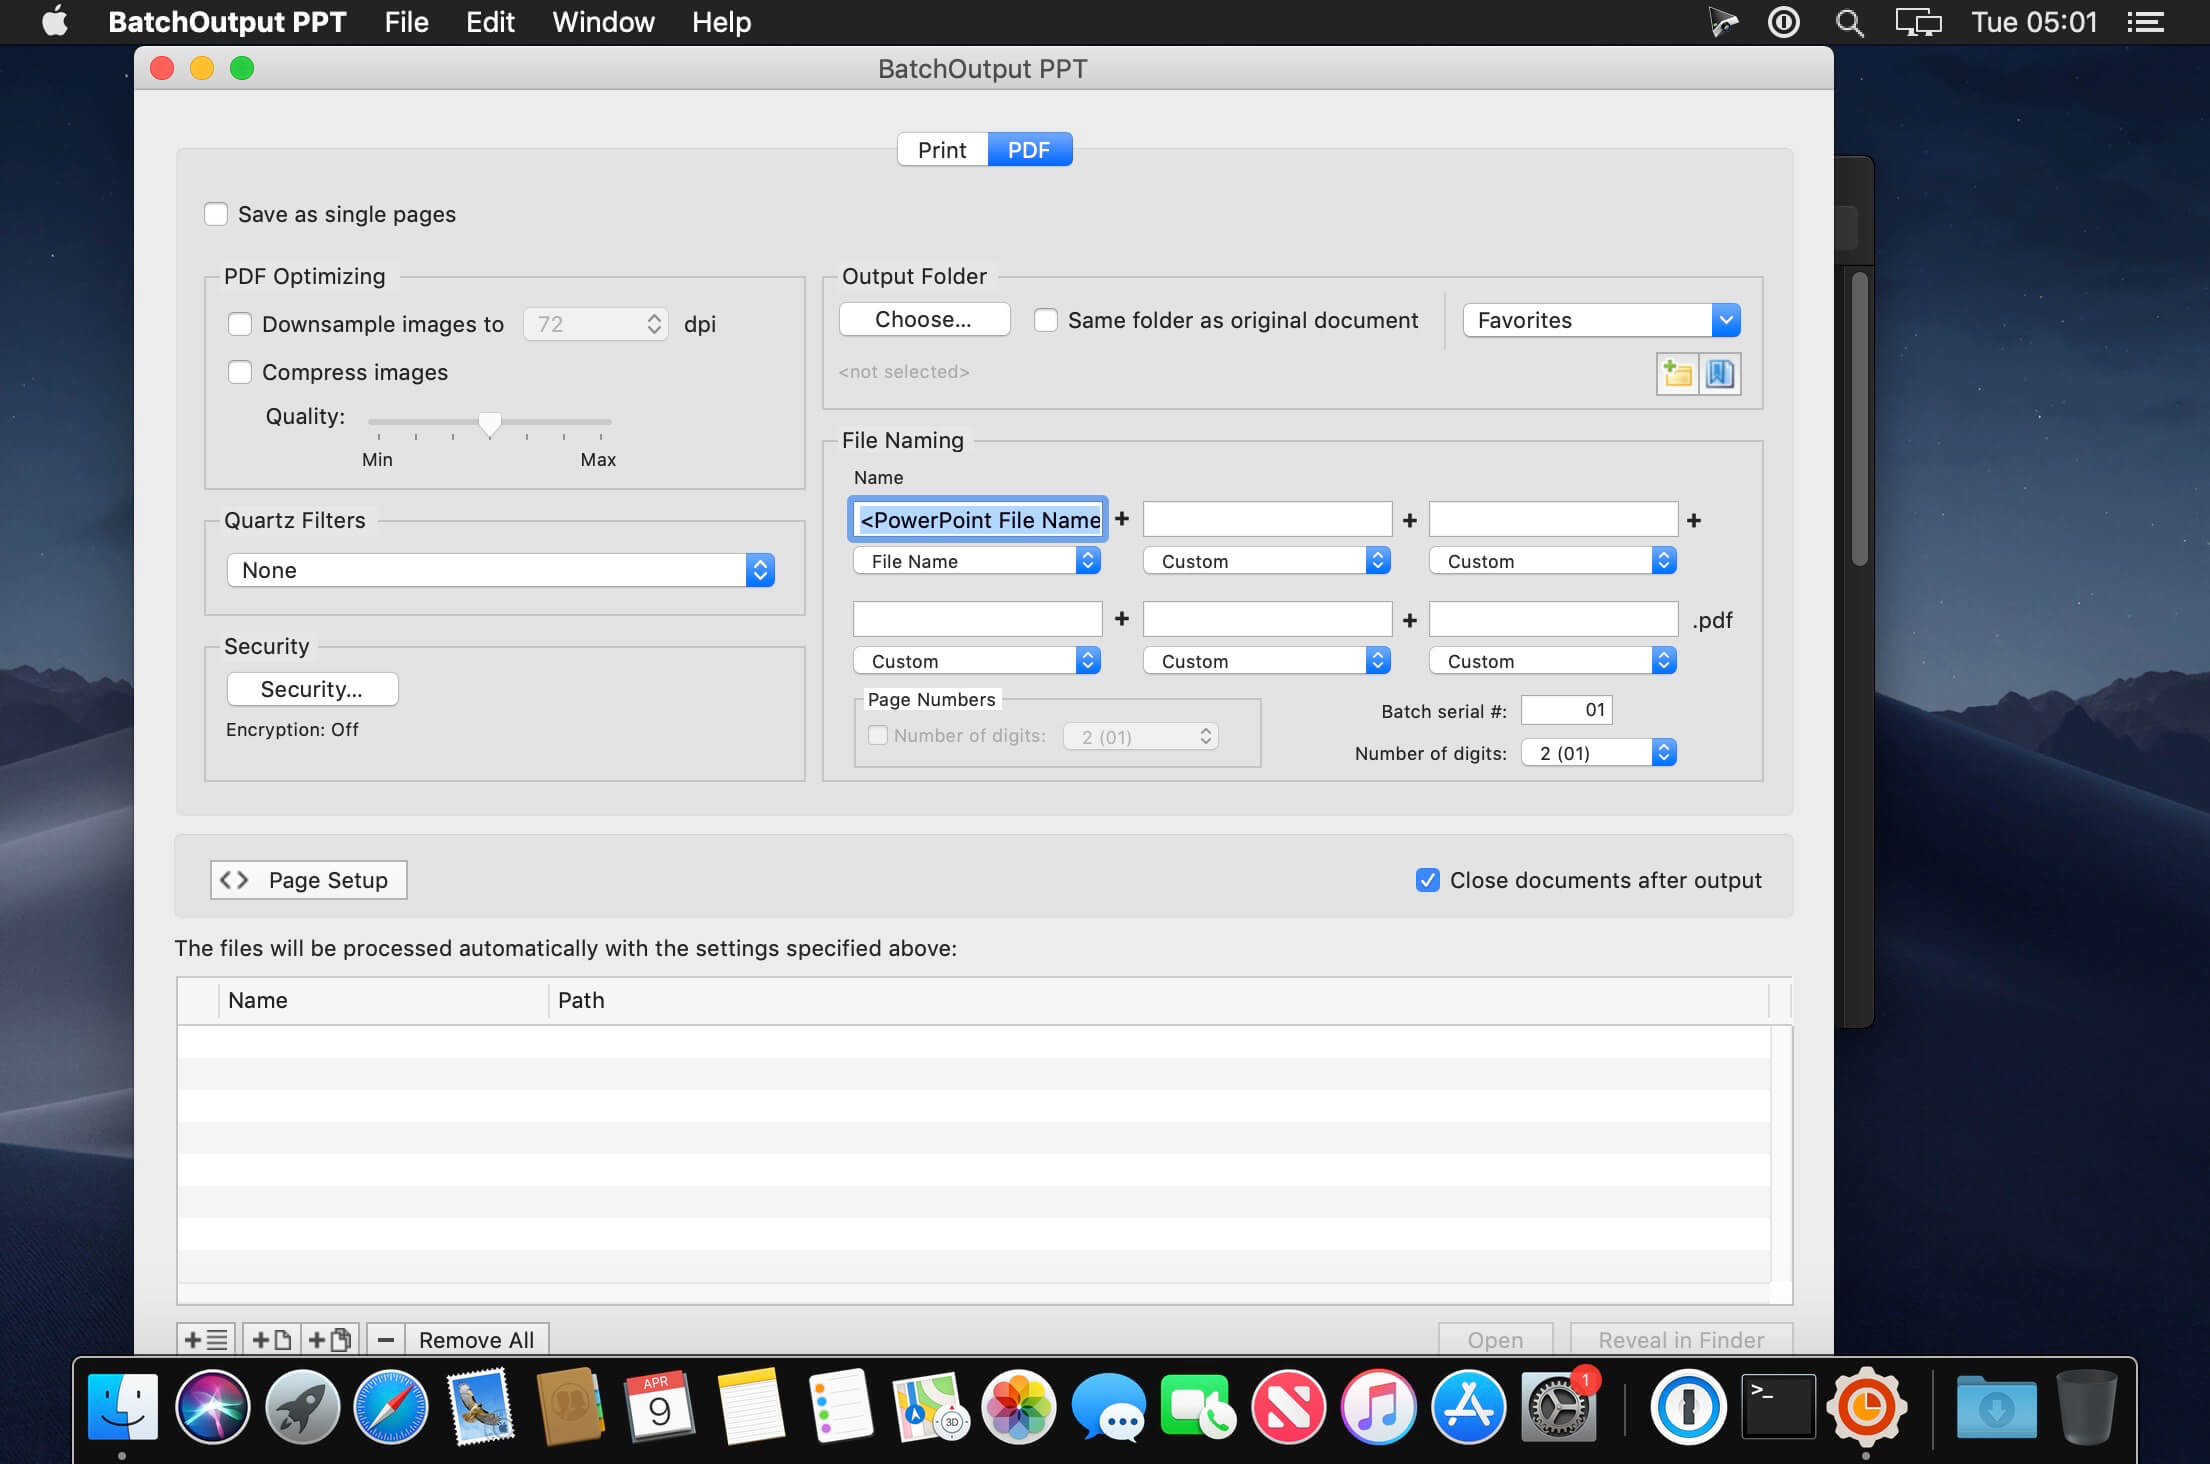 BatchOutput PPT File Edit Window Help Tue 05:01
BatchOutput PPT
Print PDF
Save as single pages
PDF Optimizing
Downsample images to 72 dpi
Compress images
Quality:
Min Max
Quartz Filters
None
Security
Security...
Encryption: Off
Output Folder
Choose... Same folder as original document Favorites
<not selected>
File Naming
Name
<PowerPoint File Name + + +
File Name Custom Custom
+ + .pdf
Custom Custom Custom
Page Numbers
Number of digits: 2 (01)
Batch serial #: 01
Number of digits: 2 (01)
<> Page Setup
Close documents after output
The files will be processed automatically with the settings specified above:
Name Path
+ + + − Remove All Open Reveal in Finder
APR
9
3D
1
>_